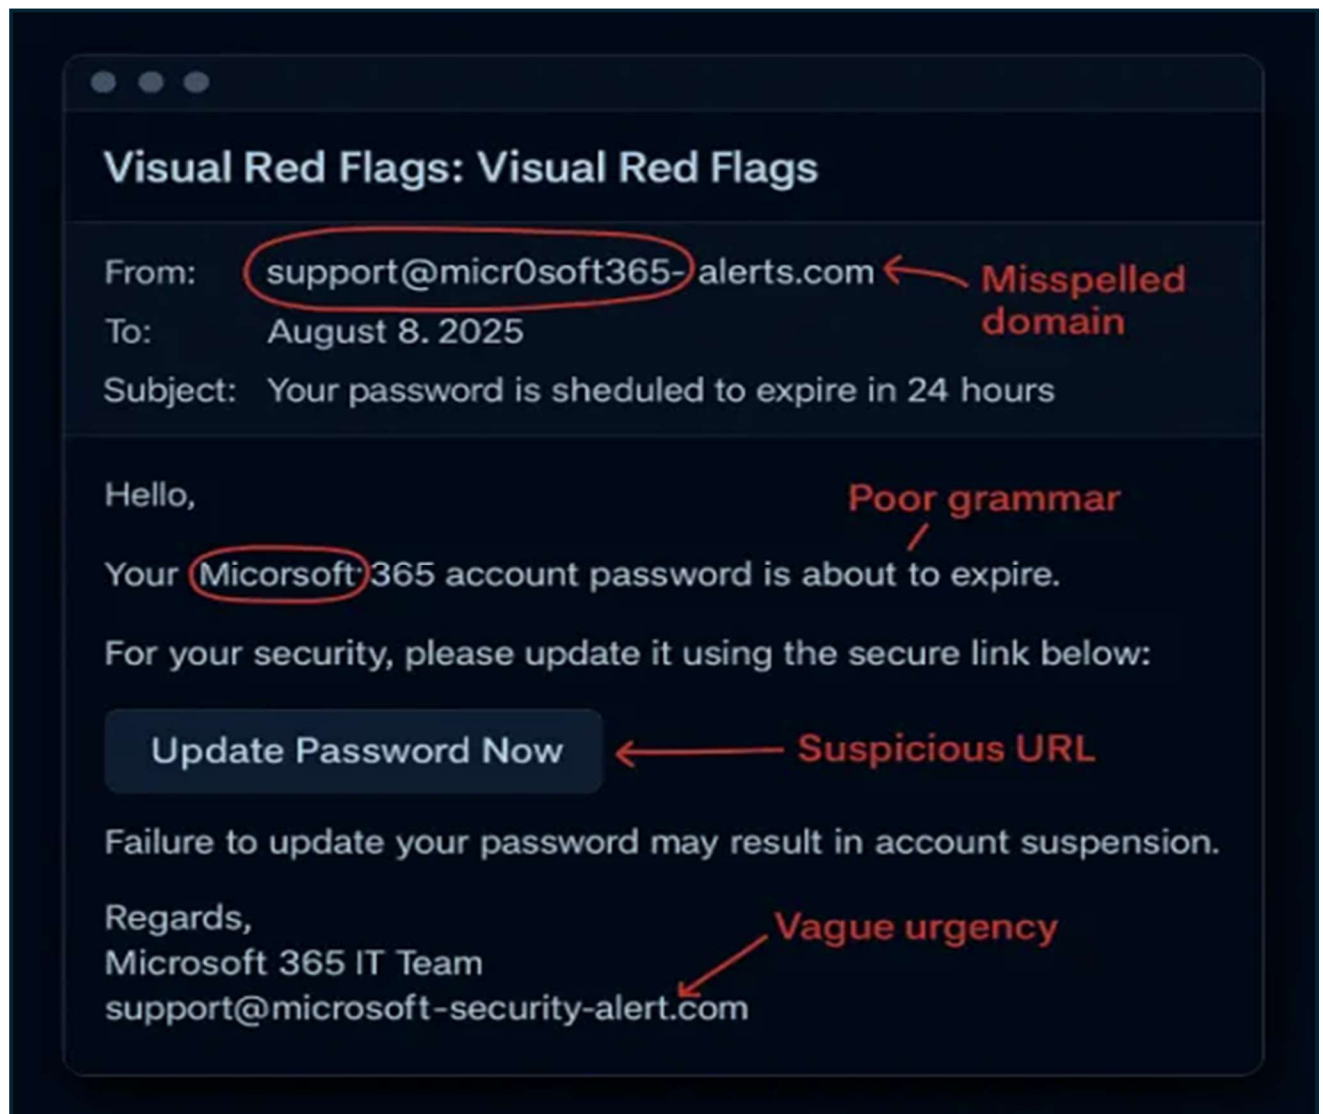 Visual Red Flags: Visual Red Flags
From: support@micr0soft365-alerts.com
Misspelled
domain
To: August 8. 2025
Subject: Your password is sheduled to expire in 24 hours
Hello,
Poor grammar
Your Micorsoft 365 account password is about to expire.
For your security, please update it using the secure link below:
Update Password Now
Suspicious URL
Failure to update your password may result in account suspension.
Regards,
Vague urgency
Microsoft 365 IT Team
support@microsoft-security-alert.com